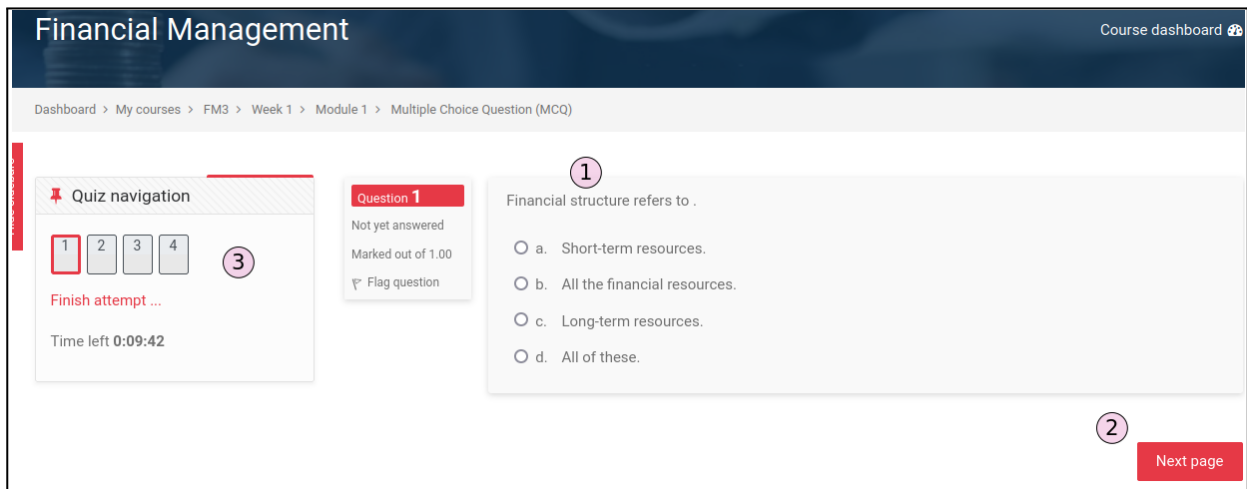 Financial Management
Course dashboard
Dashboard > My courses > FM3 > Week 1 > Module 1 > Multiple Choice Question (MCQ)
Quiz navigation
1 2 3 4
3
Finish attempt ...
Time left 0:09:42
Question 1
Not yet answered
Marked out of 1.00
Flag question
1
Financial structure refers to .
a. Short-term resources.
b. All the financial resources.
c. Long-term resources.
d. All of these.
2
Next page